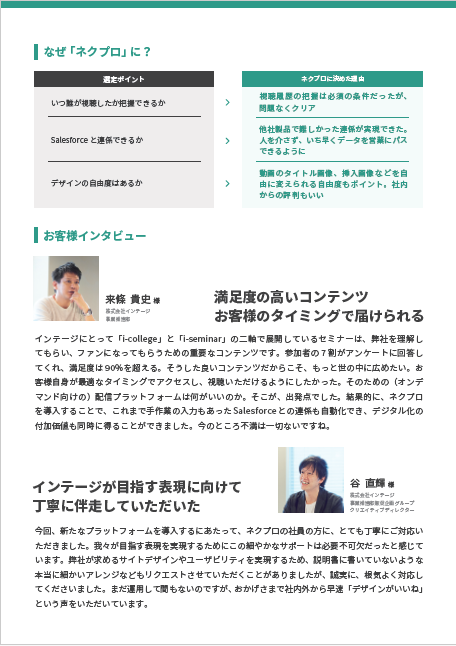 なぜ「ネクプロ」に？
選定ポイント
ネクプロに決めた理由
いつ誰が視聴したか把握できるか
視聴履歴の把握は必須の条件だったが、
問題なくクリア
Salesforce と連係できるか
他社製品で難しかった連係が実現できた。
人を介さず、いち早くデータを営業にパス
できるように
デザインの自由度はあるか
動画のタイトル画像、挿入画像などを自
由に変えられる自由度もポイント。社内
からの評判もいい
お客様インタビュー
来條 貴史 様
株式会社インテージ
事業開発部
満足度の高いコンテンツ
お客様のタイミングで届けられる
インテージにとって「i-college」と「i-seminar」の二軸で展開しているセミナーは、弊社を理解し
てもらい、ファンになってもらうための重要なコンテンツです。参加者の 7 割がアンケートに回答し
てくれ、満足度は 90%を超える。そうした良いコンテンツだからこそ、もっと世の中に広めたい。お
客様自身が最適なタイミングでアクセスし、視聴いただけるようにしたかった。そのための（オンデ
マンド向けの）配信プラットフォームは何がいいのか。そこが、出発点でした。結果的に、ネクプロ
を導入することで、これまで手作業の入力もあった Salesforce との連係も自動化でき、デジタル化の
付加価値も同時に得ることができました。今のところ不満は一切ないですね。
インテージが目指す表現に向けて
丁寧に伴走していただいた
谷 直輝 様
株式会社インテージ
クリエイティブディレクター
今回、新たなプラットフォームを導入するにあたって、ネクプロの社員の方に、とても丁寧にご対応い
ただきました。我々が目指す表現を実現するためにこの細やかなサポートは必要不可欠だったと感じて
います。弊社が求めるサイトデザインやユーザビリティを実現するため、説明書に書いていないような
本当に細かいアレンジなどもリクエストさせていただくことがありましたが、誠実に、根気よく対応し
てくださいました。まだ運用して間もないのですが、おかげさまで社内外から早速「デザインがいいね」
という声をいただいています。